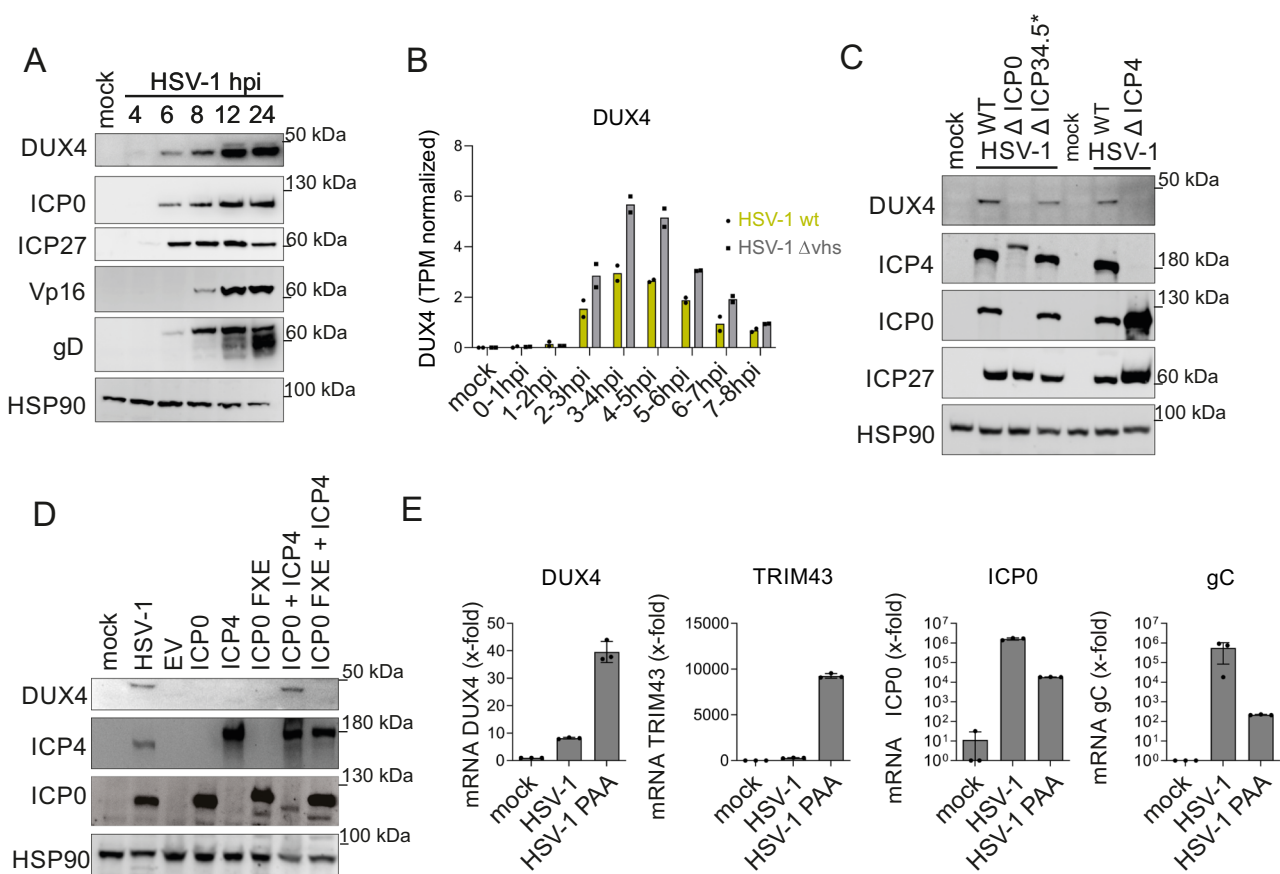 A
mock
HSV-1 hpi
4 6 8 12 24
DUX4
50 kDa
ICP0
130 kDa
ICP27
60 kDa
Vp16
60 kDa
gD
60 kDa
HSP90
100 kDa
B
DUX4
DUX4 (TPM normalized)
8
6
4
2
0
HSV-1 wt
HSV-1 Δvhs
mock
0-1hpi
1-2hpi
2-3hpi
3-4hpi
4-5hpi
5-6hpi
6-7hpi
7-8hpi
C
mock
WT
Δ ICP0
Δ ICP34.5*
HSV-1
mock
WT
Δ ICP4
HSV-1
DUX4
50 kDa
ICP4
180 kDa
ICP0
130 kDa
ICP27
60 kDa
HSP90
100 kDa
D
mock
HSV-1
EV
ICP0
ICP4
ICP0 FXE
ICP0 + ICP4
ICP0 FXE + ICP4
DUX4
50 kDa
ICP4
180 kDa
ICP0
130 kDa
HSP90
100 kDa
E
DUX4
mRNA DUX4 (x-fold)
50
40
30
20
10
0
mock
HSV-1
HSV-1 PAA
TRIM43
mRNA TRIM43 (x-fold)
15000
10000
5000
0
mock
HSV-1
HSV-1 PAA
ICP0
mRNA ICP0 (x-fold)
10⁷
10⁶
10⁵
10⁴
10³
10²
10¹
10⁰
mock
HSV-1
HSV-1 PAA
gC
mRNA gC (x-fold)
10⁷
10⁶
10⁵
10⁴
10³
10²
10¹
10⁰
mock
HSV-1
HSV-1 PAA